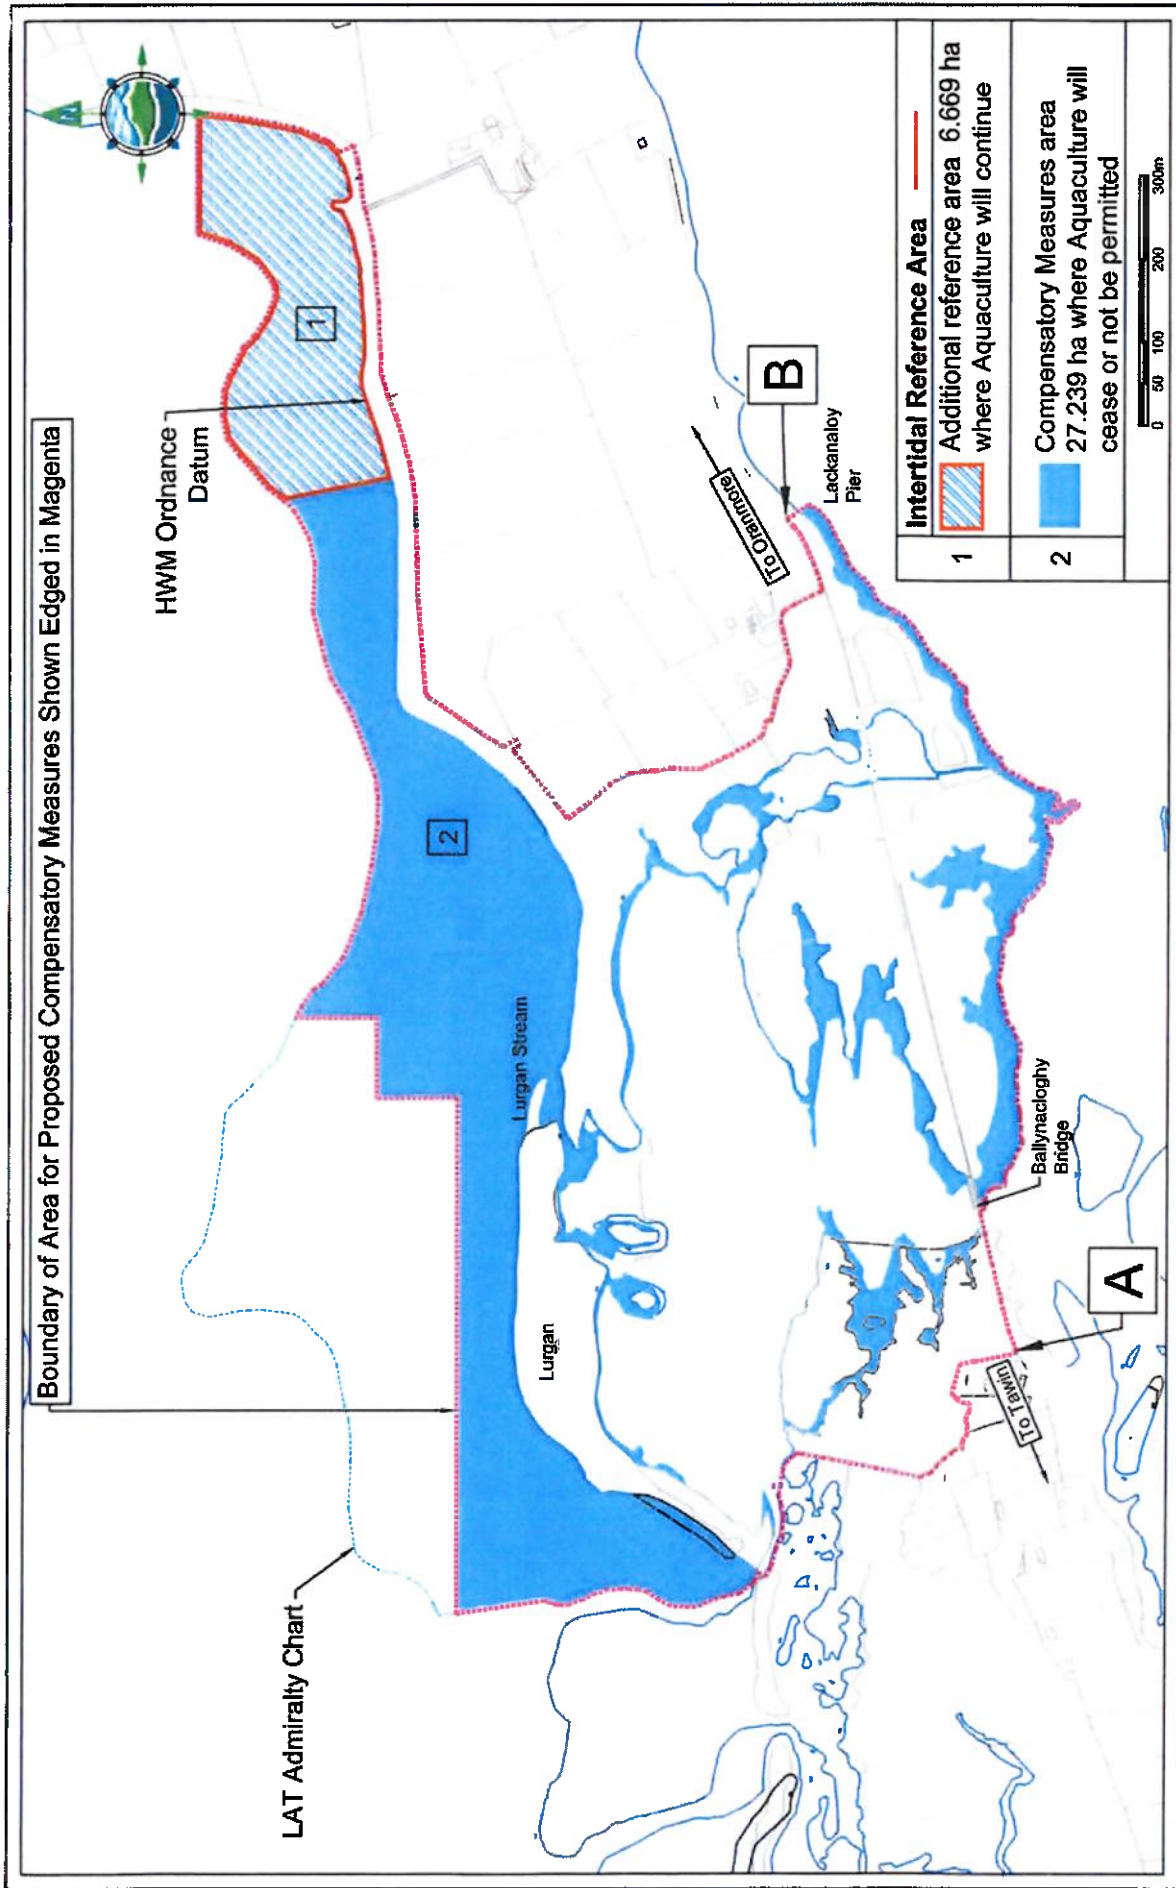 Boundary of Area for Proposed Compensatory Measures Shown Edged in Magenta
N
LAT Admiralty Chart
HWM Ordnance
Datum
1
2
Lurgan Stream
Lurgan
To Oranmore
B
Lackanaloy
Pier
Ballynacloghy
Bridge
A
To Tawin
Intertidal Reference Area
1
Additional reference area 6.669 ha
where Aquaculture will continue
2
Compensatory Measures area
27.239 ha where Aquaculture will
cease or not be permitted
0 50 100 200 300m